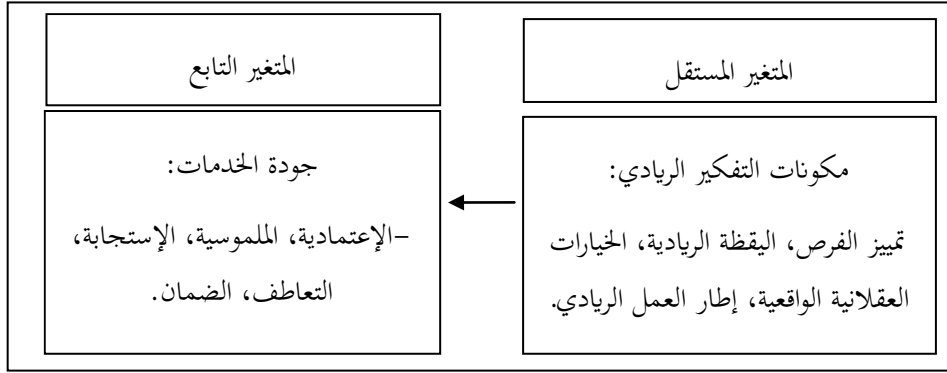 المتغير المستقل
مكونات التفكير الريادي:
تمييز الفرص، اليقظة الريادية، الخيارات
العقلانية الواقعية، إطار العمل الريادي.
المتغير التابع
جودة الخدمات:
-الإعتمادية، الملموسية، الإستجابة،
التعاطف، الضمان.